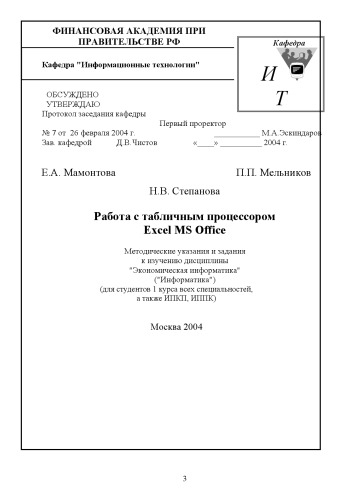 ФИНАНСОВАЯ АКАДЕМИЯ ПРИ
ПРАВИТЕЛЬСТВЕ РФ
Кафедра "Информационные технологии"
Кафедра
И
Т
ОБСУЖДЕНО
УТВЕРЖДАЮ
Протокол заседания кафедры
Первый проректор
№ 7 от 26 февраля 2004 г. ____________ М.А.Эскиндаров
Зав. кафедрой Д.В.Чистов «____» ___________ 2004 г.
Е.А. Мамонтова П.П. Мельников
Н.В. Степанова
Работа с табличным процессором
Excel MS Office
Методические указания и задания
к изучению дисциплины
"Экономическая информатика"
("Информатика")
(для студентов 1 курса всех специальностей,
а также ИПКП, ИППК)
Москва 2004
3